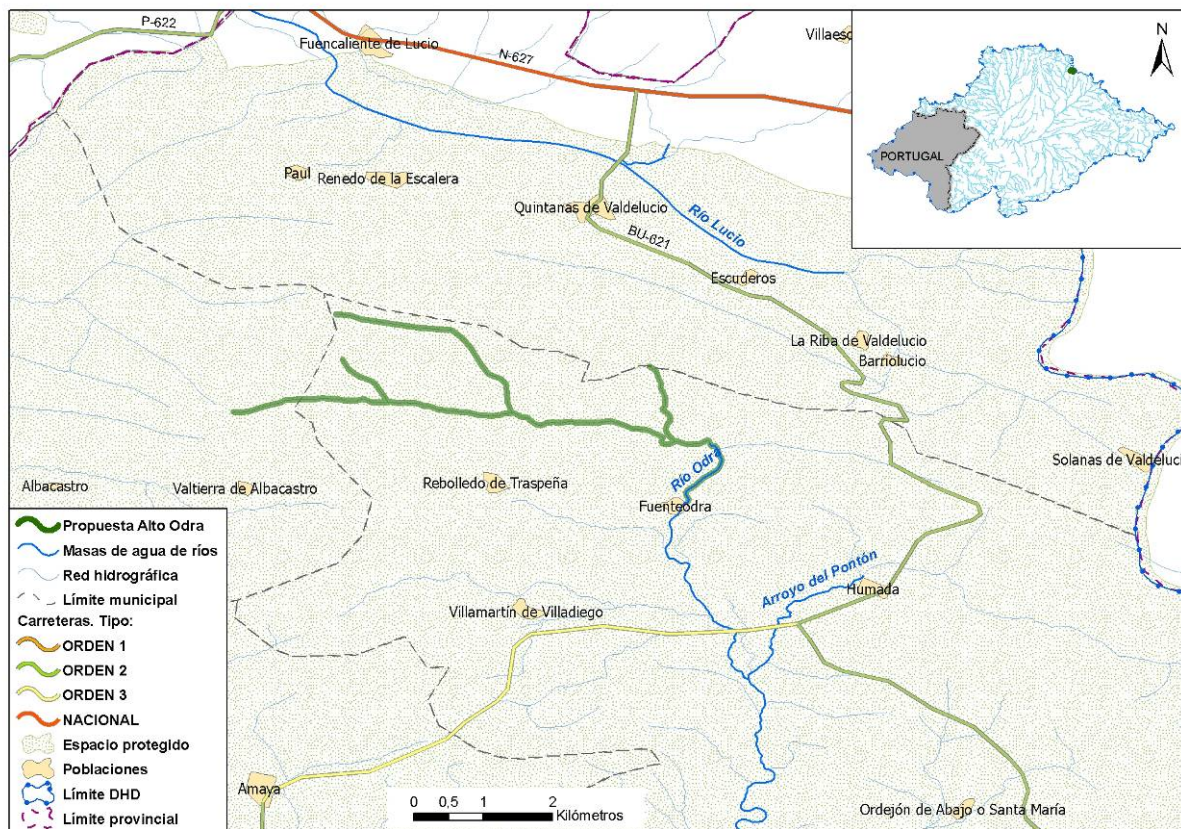 P-622
Fuencaliente de Lucio
N-627
Villaesc
N
PORTUGAL
Paul
Renedo de la Escalera
Quintanas de Valdelucio
Río Lucio
BU-621
Escuderos
La Riba de Valdelucio
Barriolucio
Solanas de Valdeluci
Río Odra
Albacastro
Valtierra de Albacastro
Rebolledo de Traspeña
Fuenteodra
Arroyo del Pontón
Humada
Villamartín de Villadiego
Propuesta Alto Odra
Masas de agua de ríos
Red hidrográfica
Límite municipal
Carreteras. Tipo:
ORDEN 1
ORDEN 2
ORDEN 3
NACIONAL
Espacio protegido
Poblaciones
Límite DHD
Límite provincial
Amaya
0 0,5 1 2
Kilómetros
Ordejón de Abajo o Santa María